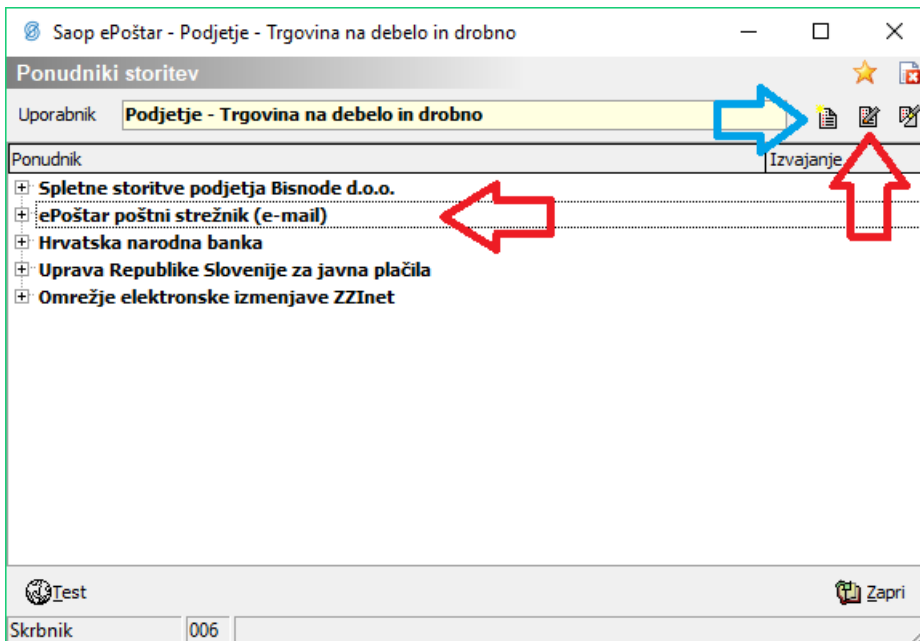 Saop ePoštar - Podjetje - Trgovina na debelo in drobno
Ponudniki storitev
Uporabnik Podjetje - Trgovina na debelo in drobno
Ponudnik Izvajanje
Spletne storitve podjetja Bisnode d.o.o.
ePoštar poštni strežnik (e-mail)
Hrvatska narodna banka
Uprava Republike Slovenije za javna plačila
Omrežje elektronske izmenjave ZZInet
Test Zapri
Skrbnik 006